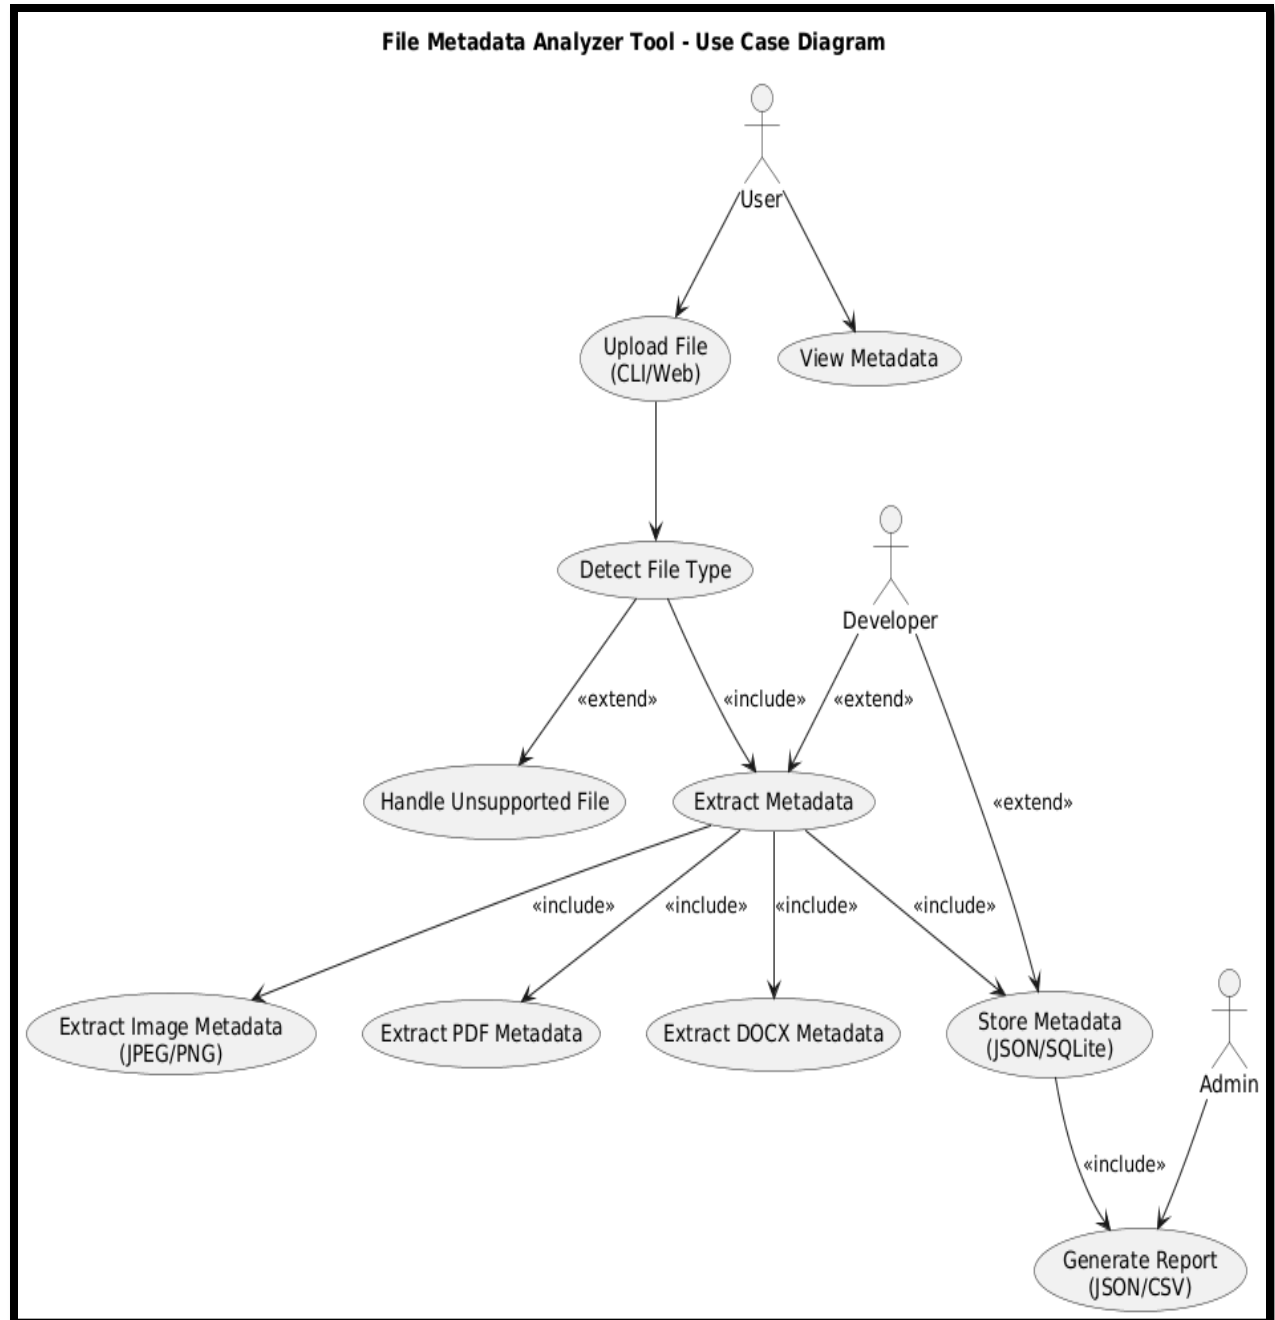 File Metadata Analyzer Tool - Use Case Diagram
User
Upload File
(CLI/Web)
View Metadata
Detect File Type
Developer
«extend»
«include»
«extend»
Handle Unsupported File
Extract Metadata
«extend»
«include»
«include»
«include»
«include»
Extract Image Metadata
(JPEG/PNG)
Extract PDF Metadata
Extract DOCX Metadata
Store Metadata
(JSON/SQLite)
Admin
«include»
Generate Report
(JSON/CSV)